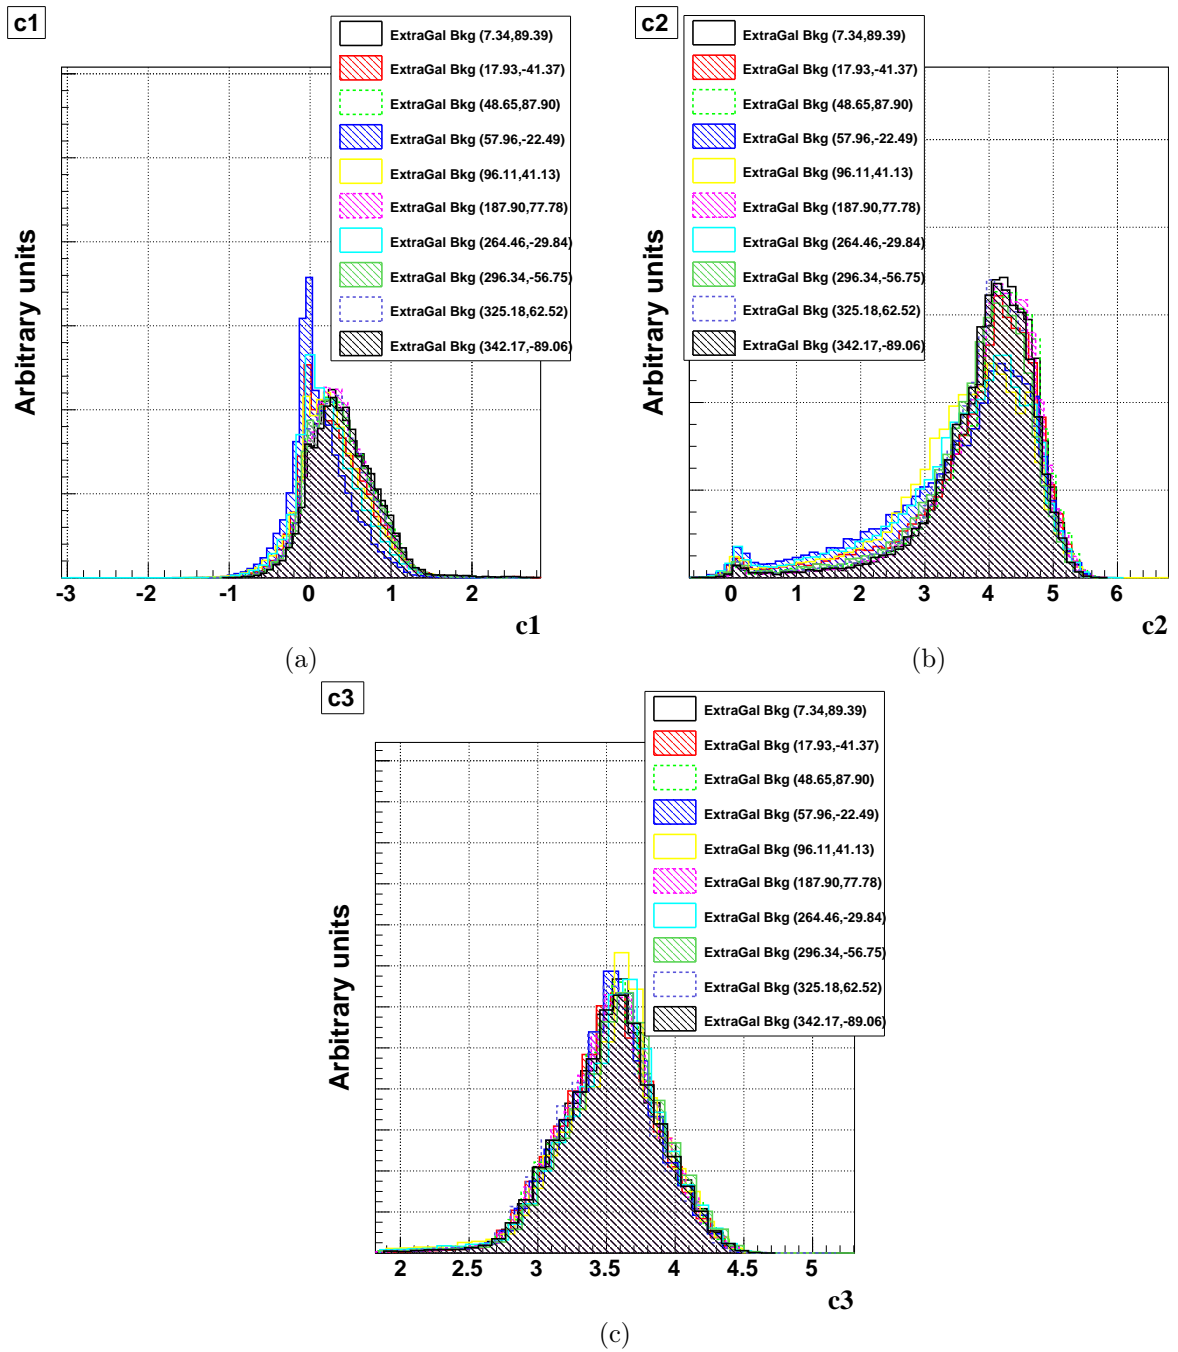 c1
ExtraGal Bkg (7.34,89.39)
ExtraGal Bkg (17.93,-41.37)
ExtraGal Bkg (48.65,87.90)
ExtraGal Bkg (57.96,-22.49)
ExtraGal Bkg (96.11,41.13)
ExtraGal Bkg (187.90,77.78)
ExtraGal Bkg (264.46,-29.84)
ExtraGal Bkg (296.34,-56.75)
ExtraGal Bkg (325.18,62.52)
ExtraGal Bkg (342.17,-89.06)
Arbitrary units
-3 -2 -1 0 1 2
c1
(a)
c2
ExtraGal Bkg (7.34,89.39)
ExtraGal Bkg (17.93,-41.37)
ExtraGal Bkg (48.65,87.90)
ExtraGal Bkg (57.96,-22.49)
ExtraGal Bkg (96.11,41.13)
ExtraGal Bkg (187.90,77.78)
ExtraGal Bkg (264.46,-29.84)
ExtraGal Bkg (296.34,-56.75)
ExtraGal Bkg (325.18,62.52)
ExtraGal Bkg (342.17,-89.06)
Arbitrary units
0 1 2 3 4 5 6
c2
(b)
c3
ExtraGal Bkg (7.34,89.39)
ExtraGal Bkg (17.93,-41.37)
ExtraGal Bkg (48.65,87.90)
ExtraGal Bkg (57.96,-22.49)
ExtraGal Bkg (96.11,41.13)
ExtraGal Bkg (187.90,77.78)
ExtraGal Bkg (264.46,-29.84)
ExtraGal Bkg (296.34,-56.75)
ExtraGal Bkg (325.18,62.52)
ExtraGal Bkg (342.17,-89.06)
Arbitrary units
2 2.5 3 3.5 4 4.5 5
c3
(c)